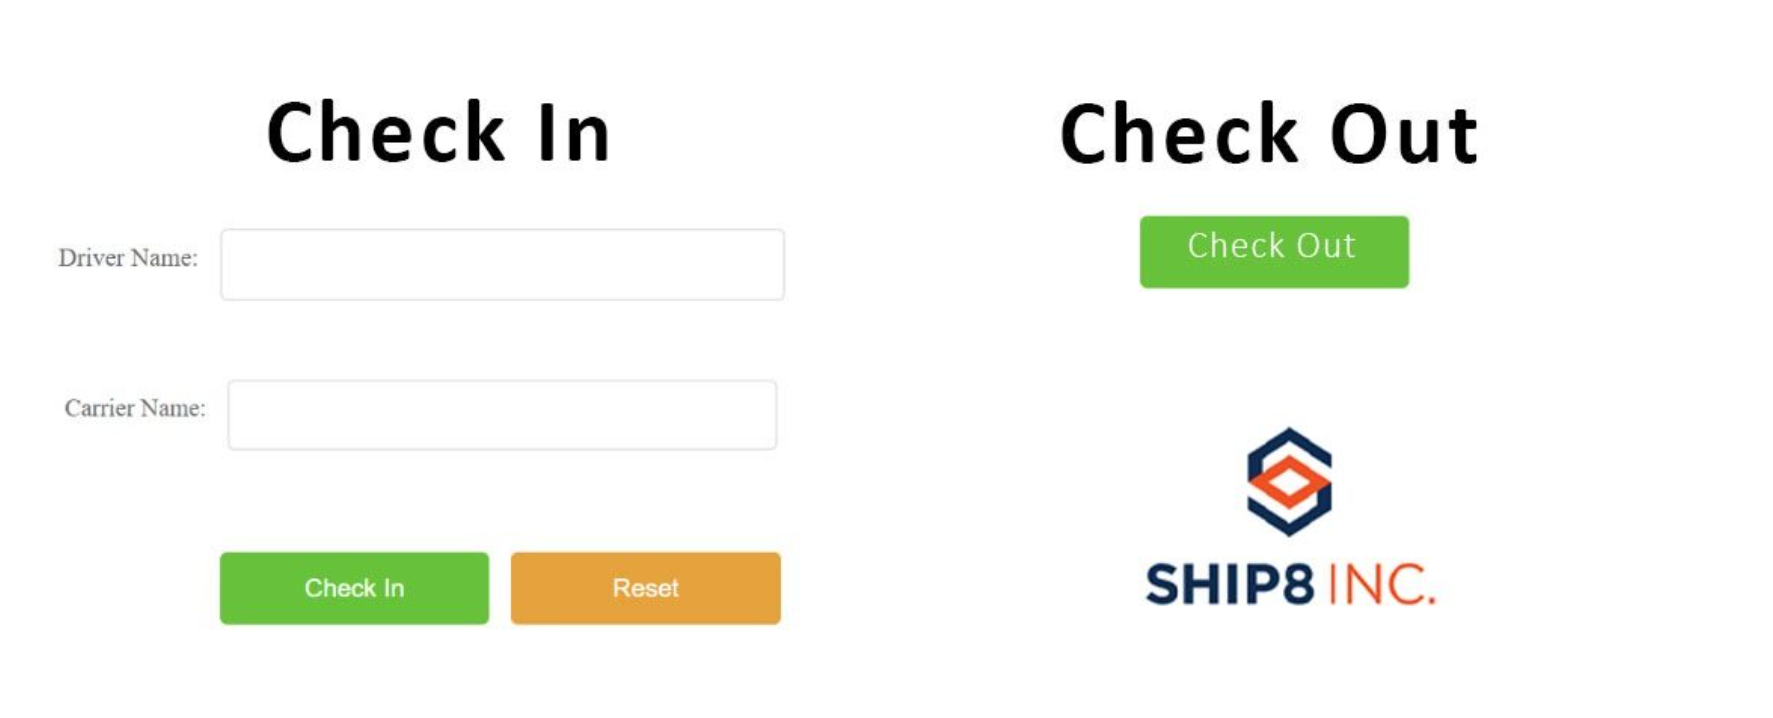 Check In
Driver Name:
Carrier Name:
Check In
Reset
Check Out
Check Out
SHIP8 INC.